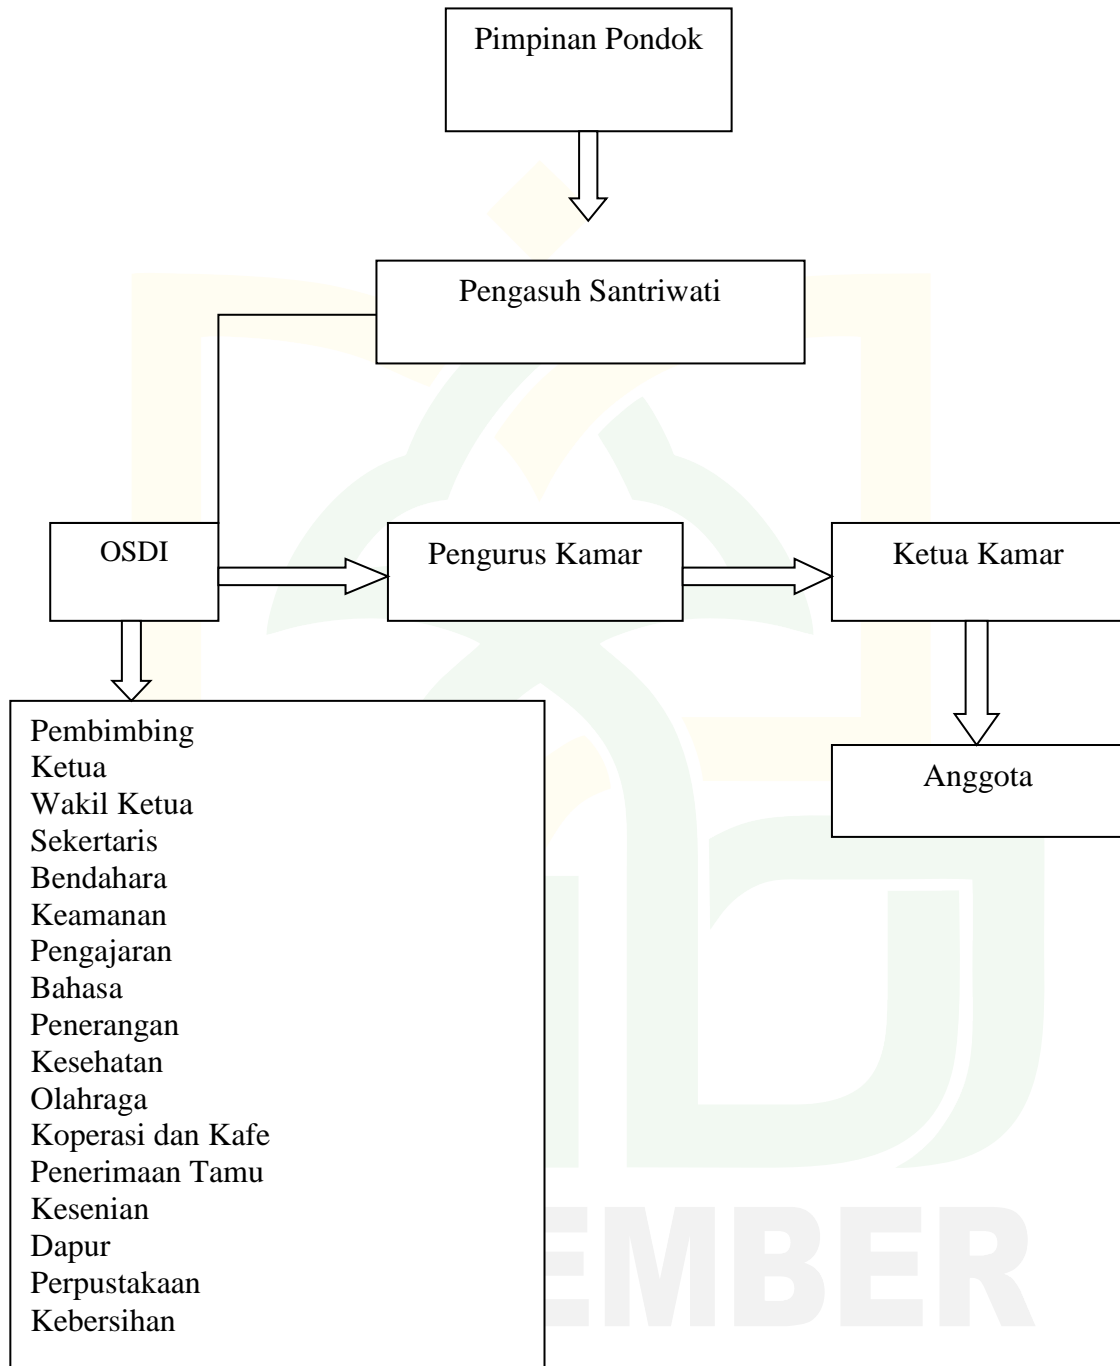 Pimpinan Pondok
Pengasuh Santriwati
OSDI
Pengurus Kamar
Ketua Kamar
Pembimbing
Ketua
Wakil Ketua
Sekertaris
Bendahara
Keamanan
Pengajaran
Bahasa
Penerangan
Kesehatan
Olahraga
Koperasi dan Kafe
Penerimaan Tamu
Kesenian
Dapur
Perpustakaan
Kebersihan
Anggota
EMBER